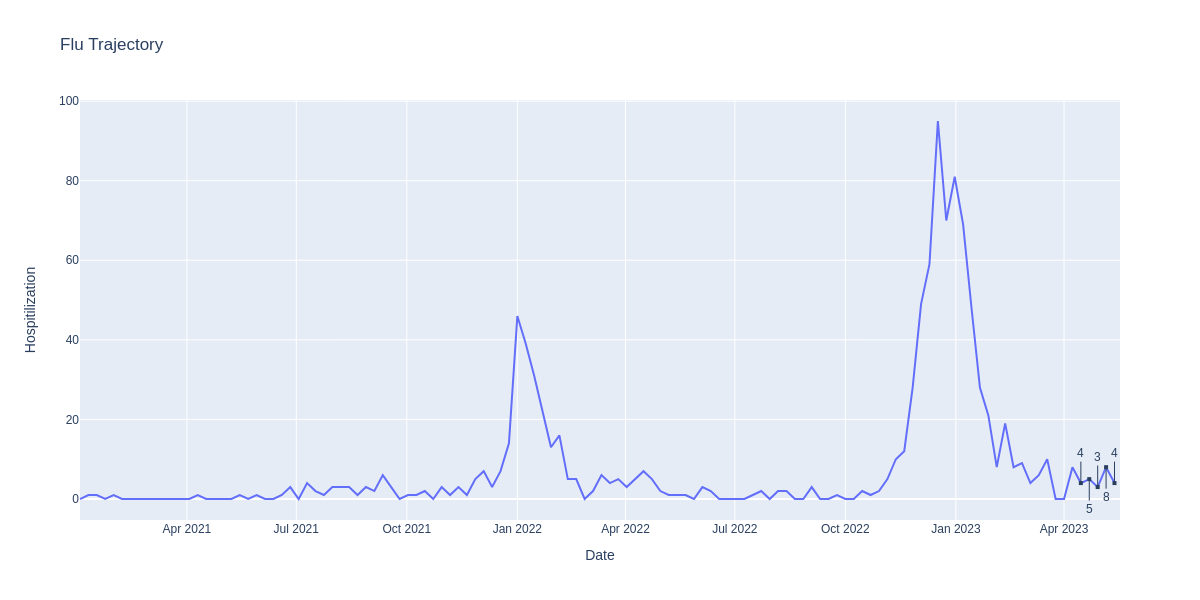 Flu Trajectory
100
80
60
40
20
0
Hospitilization
4
3
4
8
5
Apr 2021
Jul 2021
Oct 2021
Jan 2022
Apr 2022
Jul 2022
Oct 2022
Jan 2023
Apr 2023
Date